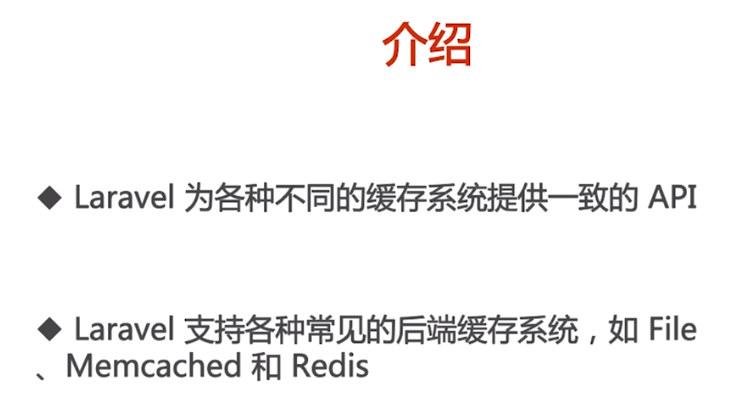 介绍
◆ Laravel 为各种不同的缓存系统提供一致的 API
◆ Laravel 支持各种常见的后端缓存系统，如 File
、Memcached 和 Redis